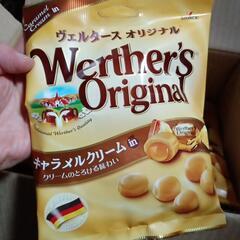 Caramel
Cream in
ヴェルタース オリジナル
Werther's
Original
キャラメルクリーム in
クリームのとろける味わい